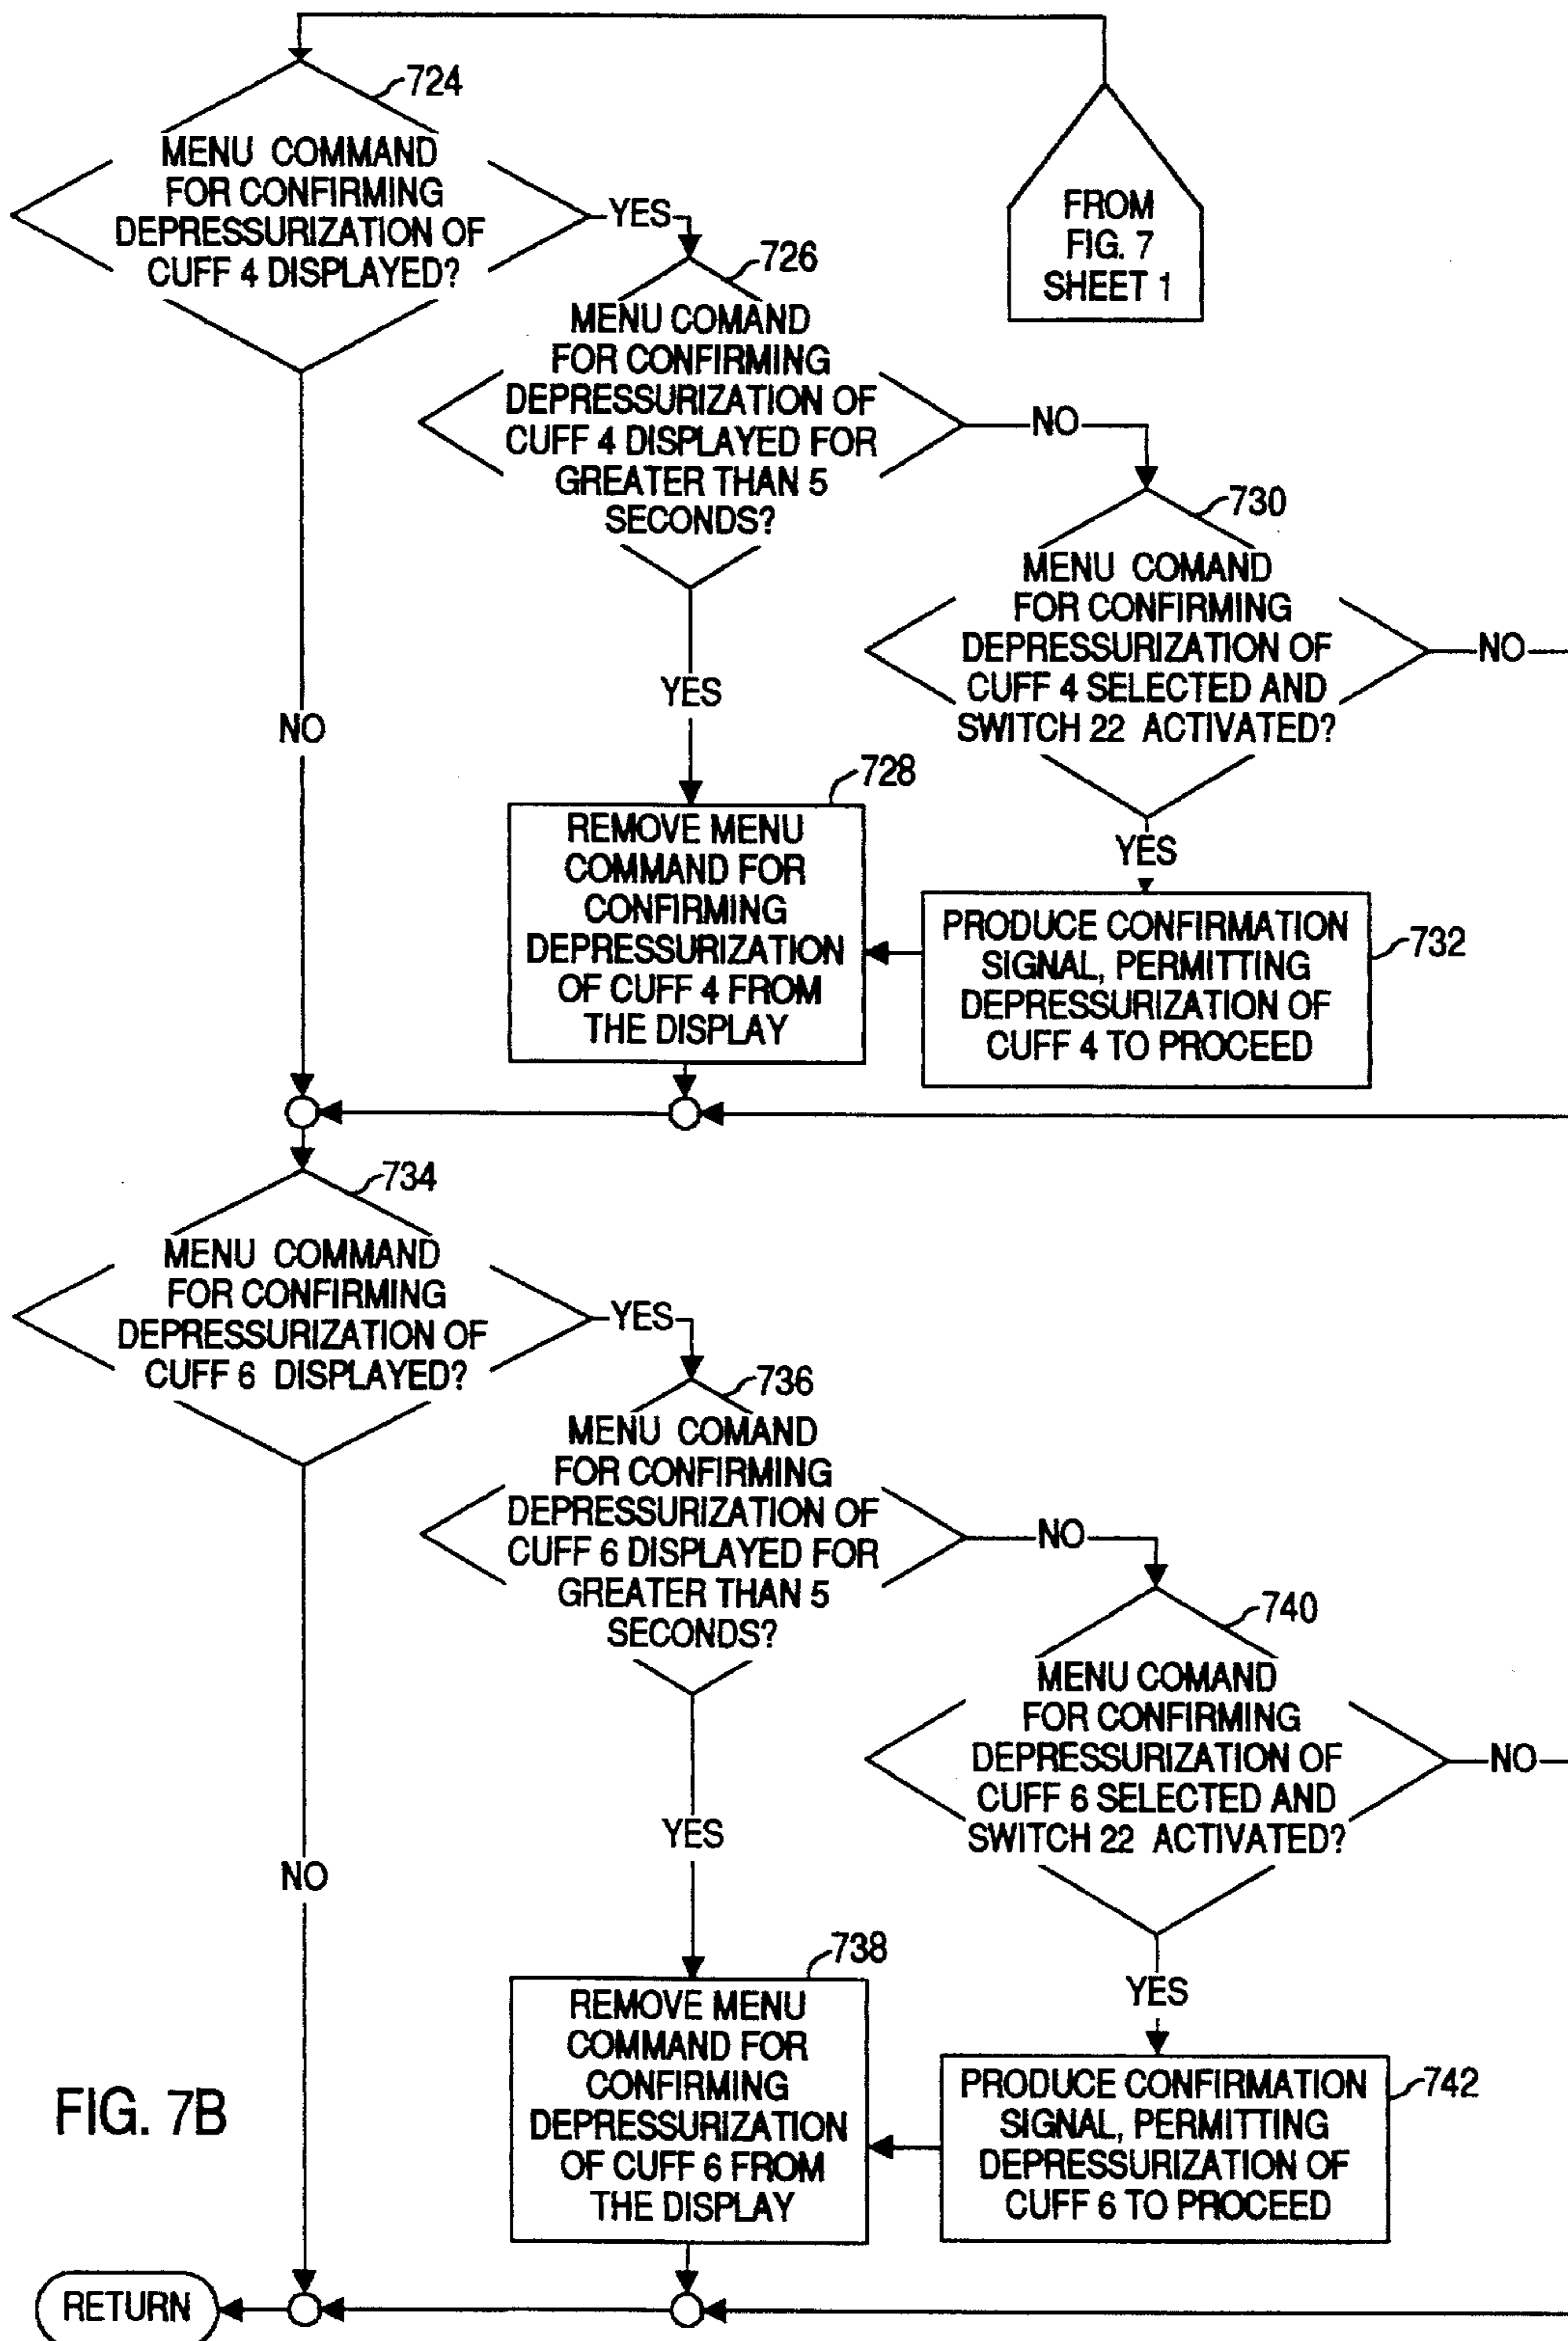 724
MENU COMMAND
FOR CONFIRMING
DEPRESSURIZATION OF
CUFF 4 DISPLAYED?
YES
NO
FROM
FIG. 7
SHEET 1
726
MENU COMAND
FOR CONFIRMING
DEPRESSURIZATION OF
CUFF 4 DISPLAYED FOR
GREATER THAN 5
SECONDS?
NO
YES
730
MENU COMAND
FOR CONFIRMING
DEPRESSURIZATION OF
CUFF 4 SELECTED AND
SWITCH 22 ACTIVATED?
NO
YES
728
REMOVE MENU
COMMAND FOR
CONFIRMING
DEPRESSURIZATION
OF CUFF 4 FROM
THE DISPLAY
732
PRODUCE CONFIRMATION
SIGNAL, PERMITTING
DEPRESSURIZATION OF
CUFF 4 TO PROCEED
734
MENU COMMAND
FOR CONFIRMING
DEPRESSURIZATION OF
CUFF 6 DISPLAYED?
YES
NO
736
MENU COMAND
FOR CONFIRMING
DEPRESSURIZATION OF
CUFF 6 DISPLAYED FOR
GREATER THAN 5
SECONDS?
NO
YES
740
MENU COMAND
FOR CONFIRMING
DEPRESSURIZATION OF
CUFF 6 SELECTED AND
SWITCH 22 ACTIVATED?
NO
YES
738
REMOVE MENU
COMMAND FOR
CONFIRMING
DEPRESSURIZATION
OF CUFF 6 FROM
THE DISPLAY
742
PRODUCE CONFIRMATION
SIGNAL, PERMITTING
DEPRESSURIZATION OF
CUFF 6 TO PROCEED
FIG. 7B
RETURN